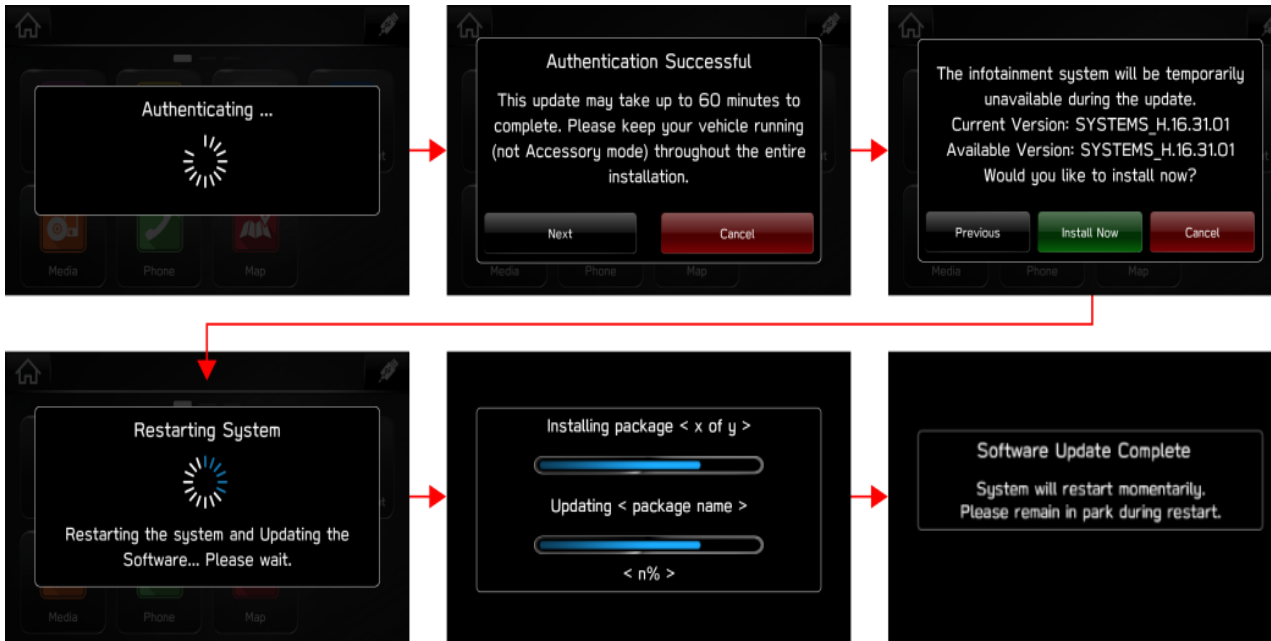 Authenticating ...
Media
Phone
Map
Authentication Successful
This update may take up to 60 minutes to
complete. Please keep your vehicle running
(not Accessory mode) throughout the entire
installation.
Next
Cancel
Media
Phone
Map
The infotainment system will be temporarily
unavailable during the update.
Current Version: SYSTEMS_H.16.31.01
Available Version: SYSTEMS_H.16.31.01
Would you like to install now?
Previous
Install Now
Cancel
Media
Phone
Map
Restarting System
Restarting the system and Updating the
Software... Please wait.
Media
Phone
Map
Installing package < x of y >
Updating < package name >
< n% >
Software Update Complete
System will restart momentarily.
Please remain in park during restart.